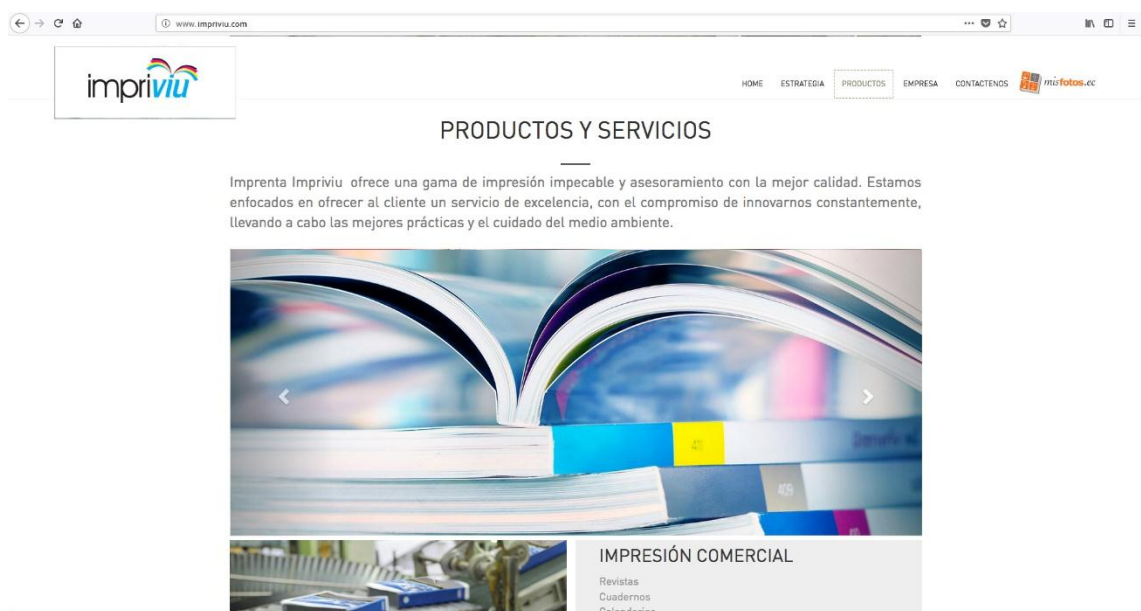 www.impriviu.com
impriviu
HOME ESTRATEGIA PRODUCTOS EMPRESA CONTACTENOS misfotos.ec
PRODUCTOS Y SERVICIOS
Imprenta Impriviu ofrece una gama de impresión impecable y asesoramiento con la mejor calidad. Estamos
enfocados en ofrecer al cliente un servicio de excelencia, con el compromiso de innovarnos constantemente,
llevando a cabo las mejores prácticas y el cuidado del medio ambiente.
409
IMPRESIÓN COMERCIAL
Revistas
Cuadernos
Calendarios